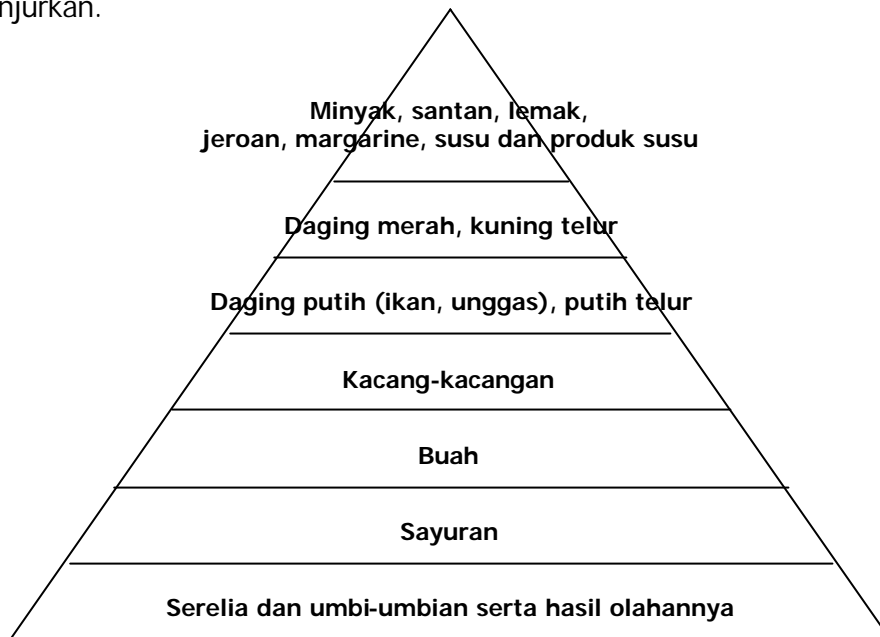 njurkan.
Minyak, santan, lemak,
jeroan, margarine, susu dan produk susu
Daging merah, kuning telur
Daging putih (ikan, unggas), putih telur
Kacang-kacangan
Buah
Sayuran
Serelia dan umbi-umbian serta hasil olahannya